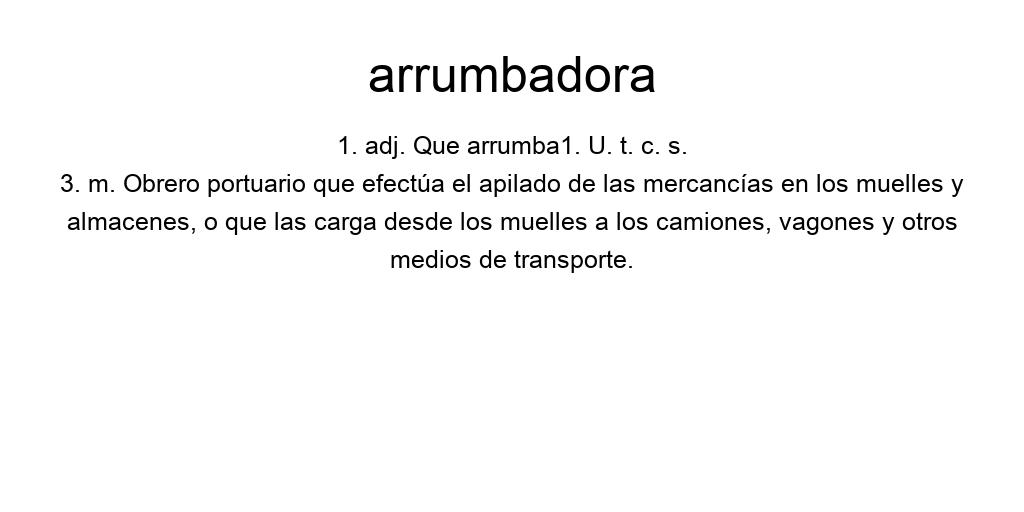 arrumbadora
1. adj. Que arrumba1. U. t. c. s.
3. m. Obrero portuario que efectúa el apilado de las mercancías en los muelles y
almacenes, o que las carga desde los muelles a los camiones, vagones y otros
medios de transporte.